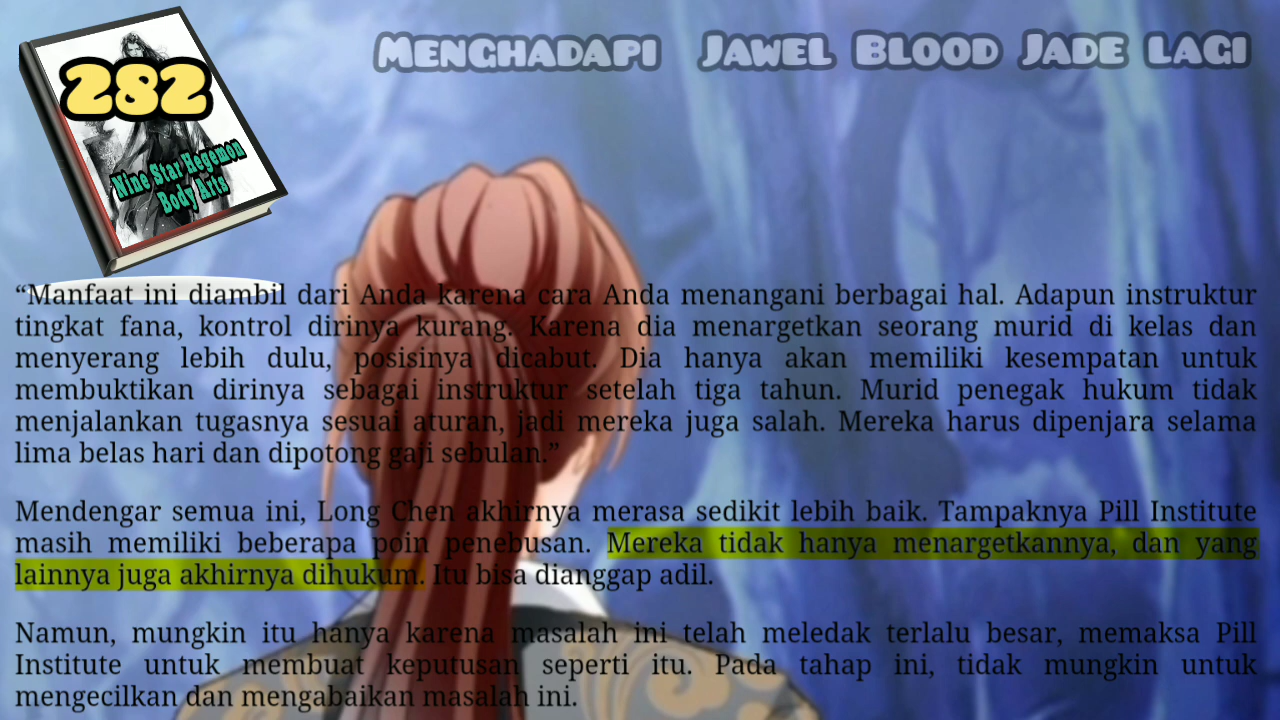 282
Nine Star Hegemon
Body Arts
Menghadapi Jawel Blood Jade lagi
“Manfaat ini diambil dari Anda karena cara Anda menangani berbagai hal. Adapun instruktur
tingkat fana, kontrol dirinya kurang. Karena dia menargetkan seorang murid di kelas dan
menyerang lebih dulu, posisinya dicabut. Dia hanya akan memiliki kesempatan untuk
membuktikan dirinya sebagai instruktur setelah tiga tahun. Murid penegak hukum tidak
menjalankan tugasnya sesuai aturan, jadi mereka juga salah. Mereka harus dipenjara selama
lima belas hari dan dipotong gaji sebulan.”
Mendengar semua ini, Long Chen akhirnya merasa sedikit lebih baik. Tampaknya Pill Institute
masih memiliki beberapa poin penebusan. Mereka tidak hanya menargetkannya, dan yang
lainnya juga akhirnya dihukum. Itu bisa dianggap adil.
Namun, mungkin itu hanya karena masalah ini telah meledak terlalu besar, memaksa Pill
Institute untuk membuat keputusan seperti itu. Pada tahap ini, tidak mungkin untuk
mengecilkan dan mengabaikan masalah ini.